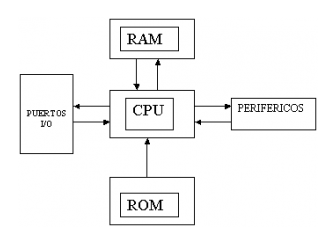 RAM
PUERTOS
I/O
CPU
PERIFERICOS
ROM